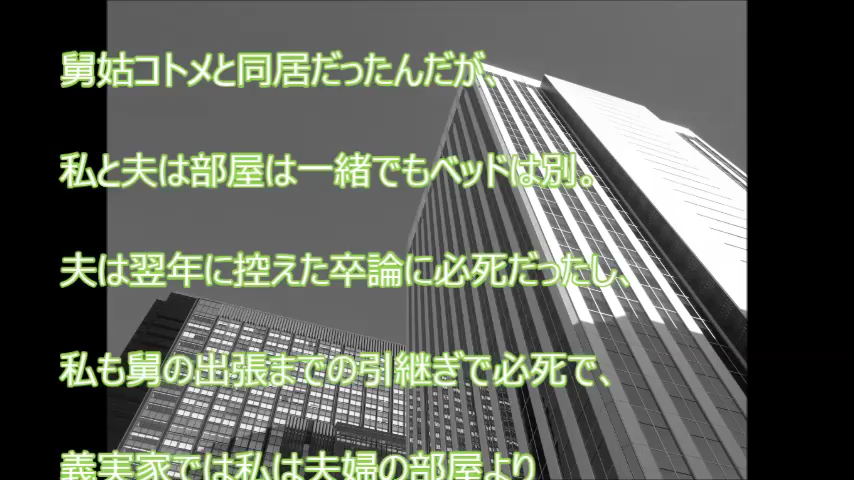 舅姑コトメと同居だったんだが、
私と夫は部屋は一緒でもベッドは別。
夫は翌年に控えた卒論に必死だったし、
私も舅の出張までの引継ぎで必死で、
義実家では私は夫婦の部屋より